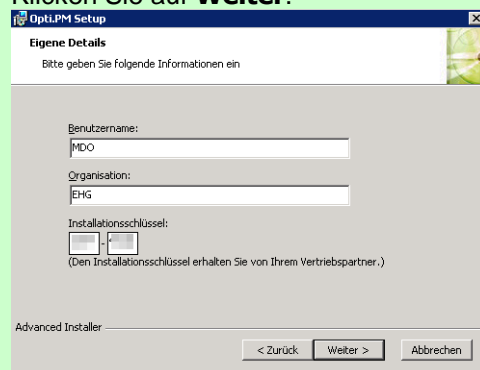 Klicken Sie auf Weiter.
Opti.PM Setup
Eigene Details
Bitte geben Sie folgende Informationen ein
Benutzername:
MDO
Organisation:
EHG
Installationsschlüssel:
-
(Den Installationsschlüssel erhalten Sie von Ihrem Vertriebspartner.)
Advanced Installer
< Zurück Weiter > Abbrechen